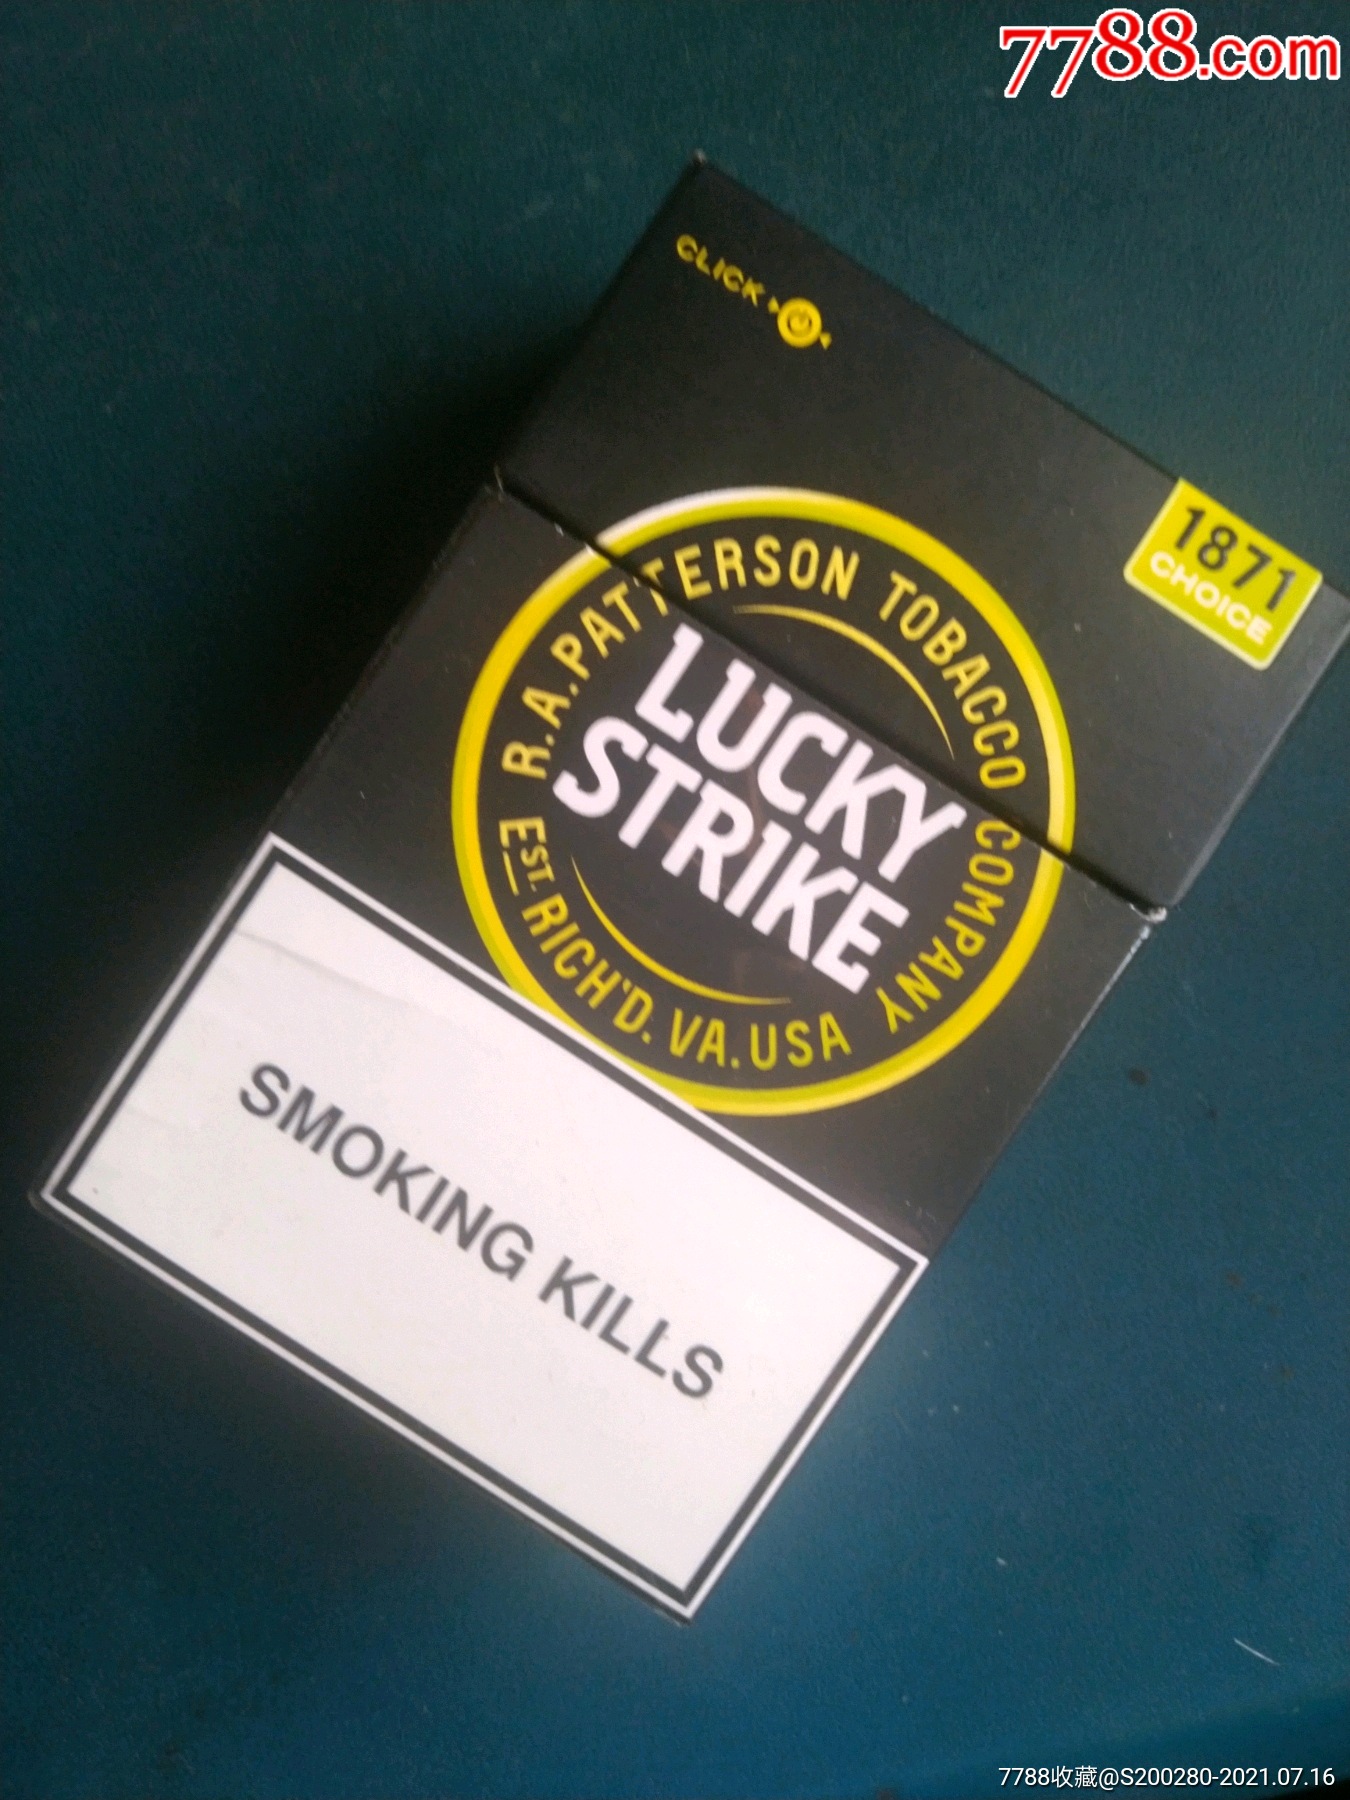 7788.com
CLICK
1871
CHOICE
R.A.PATTERSON TOBACCO COMPANY
LUCKY
STRIKE
EST. RICH'D. VA. USA
SMOKING KILLS
7788收藏@S200280-2021.07.16